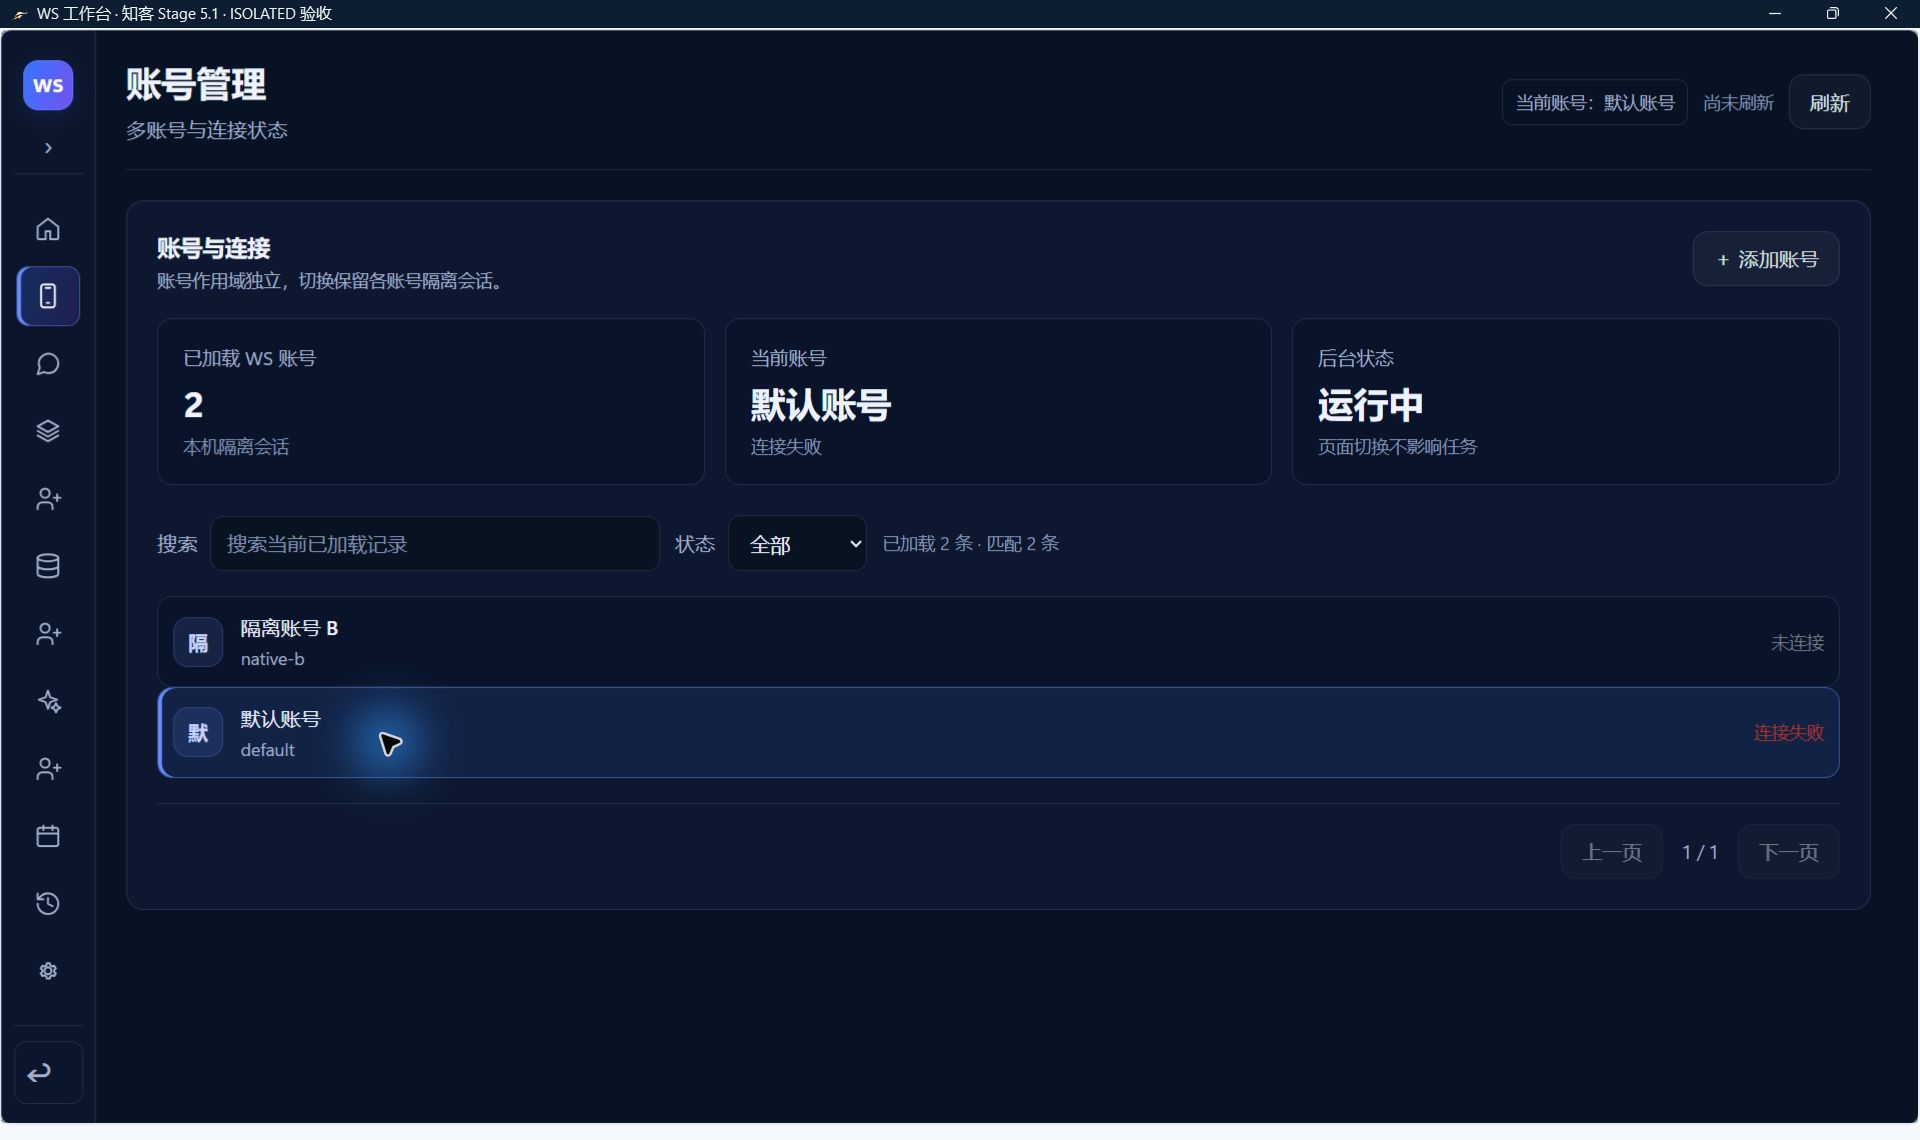 WS 工作台 · 知客 Stage 5.1 · ISOLATED 验收
WS
账号管理
多账号与连接状态
当前账号：默认账号
尚未刷新
刷新
账号与连接
账号作用域独立，切换保留各账号隔离会话。
+ 添加账号
已加载 WS 账号
2
本机隔离会话
当前账号
默认账号
连接失败
后台状态
运行中
页面切换不影响任务
搜索
搜索当前已加载记录
状态
全部
已加载 2 条 · 匹配 2 条
隔
隔离账号 B
native-b
未连接
默
默认账号
default
连接失败
上一页
1 / 1
下一页